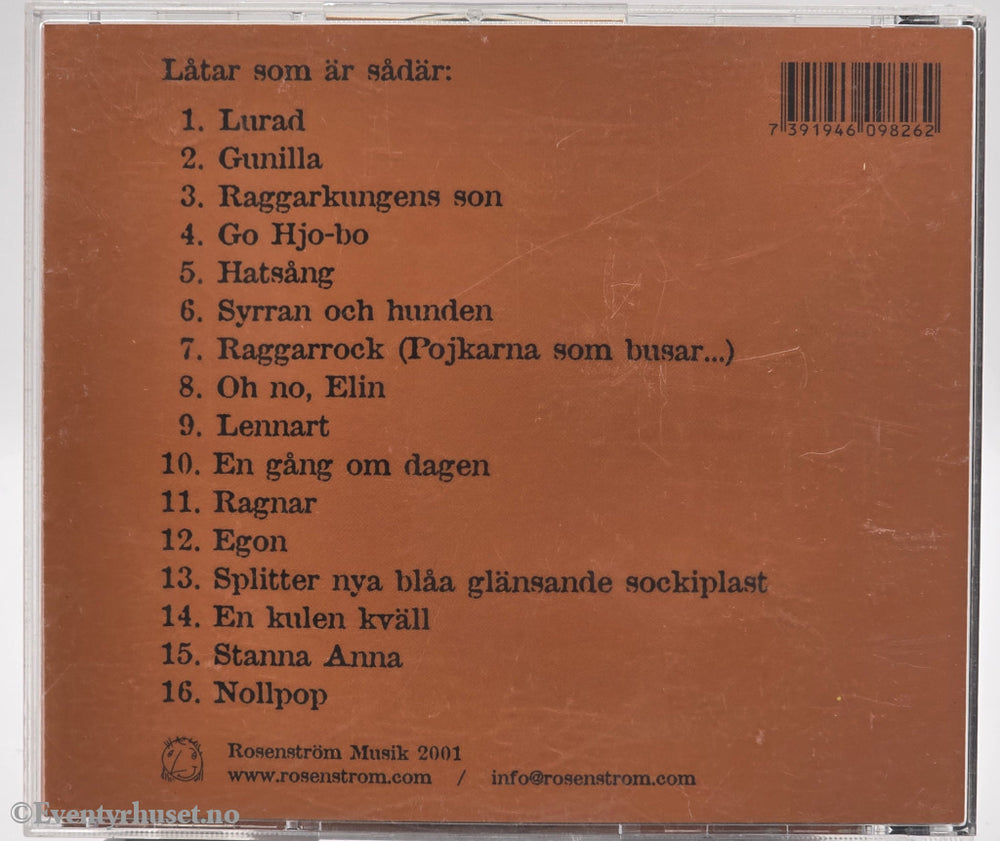 Låtar som är sådär:
7 391946 098262
1. Lurad
2. Gunilla
3. Raggarkungens son
4. Go Hjo-bo
5. Hatsång
6. Syrran och hunden
7. Raggarrock (Pojkarna som busar...)
8. Oh no, Elin
9. Lennart
10. En gång om dagen
11. Ragnar
12. Egon
13. Splitter nya blåa glänsande sockiplast
14. En kulen kväll
15. Stanna Anna
16. Nollpop
Rosenström Musik 2001
www.rosenstrom.com / info@rosenstrom.com
©Eventyrhuset.no